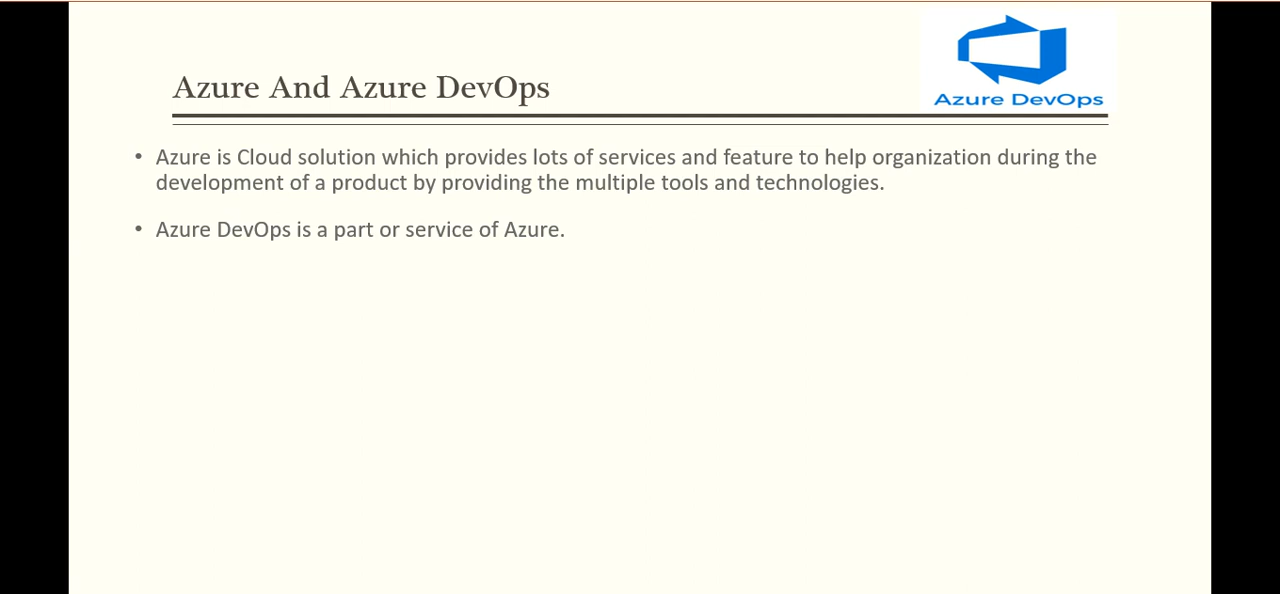 Azure DevOps
Azure And Azure DevOps
• Azure is Cloud solution which provides lots of services and feature to help organization during the
development of a product by providing the multiple tools and technologies.
• Azure DevOps is a part or service of Azure.